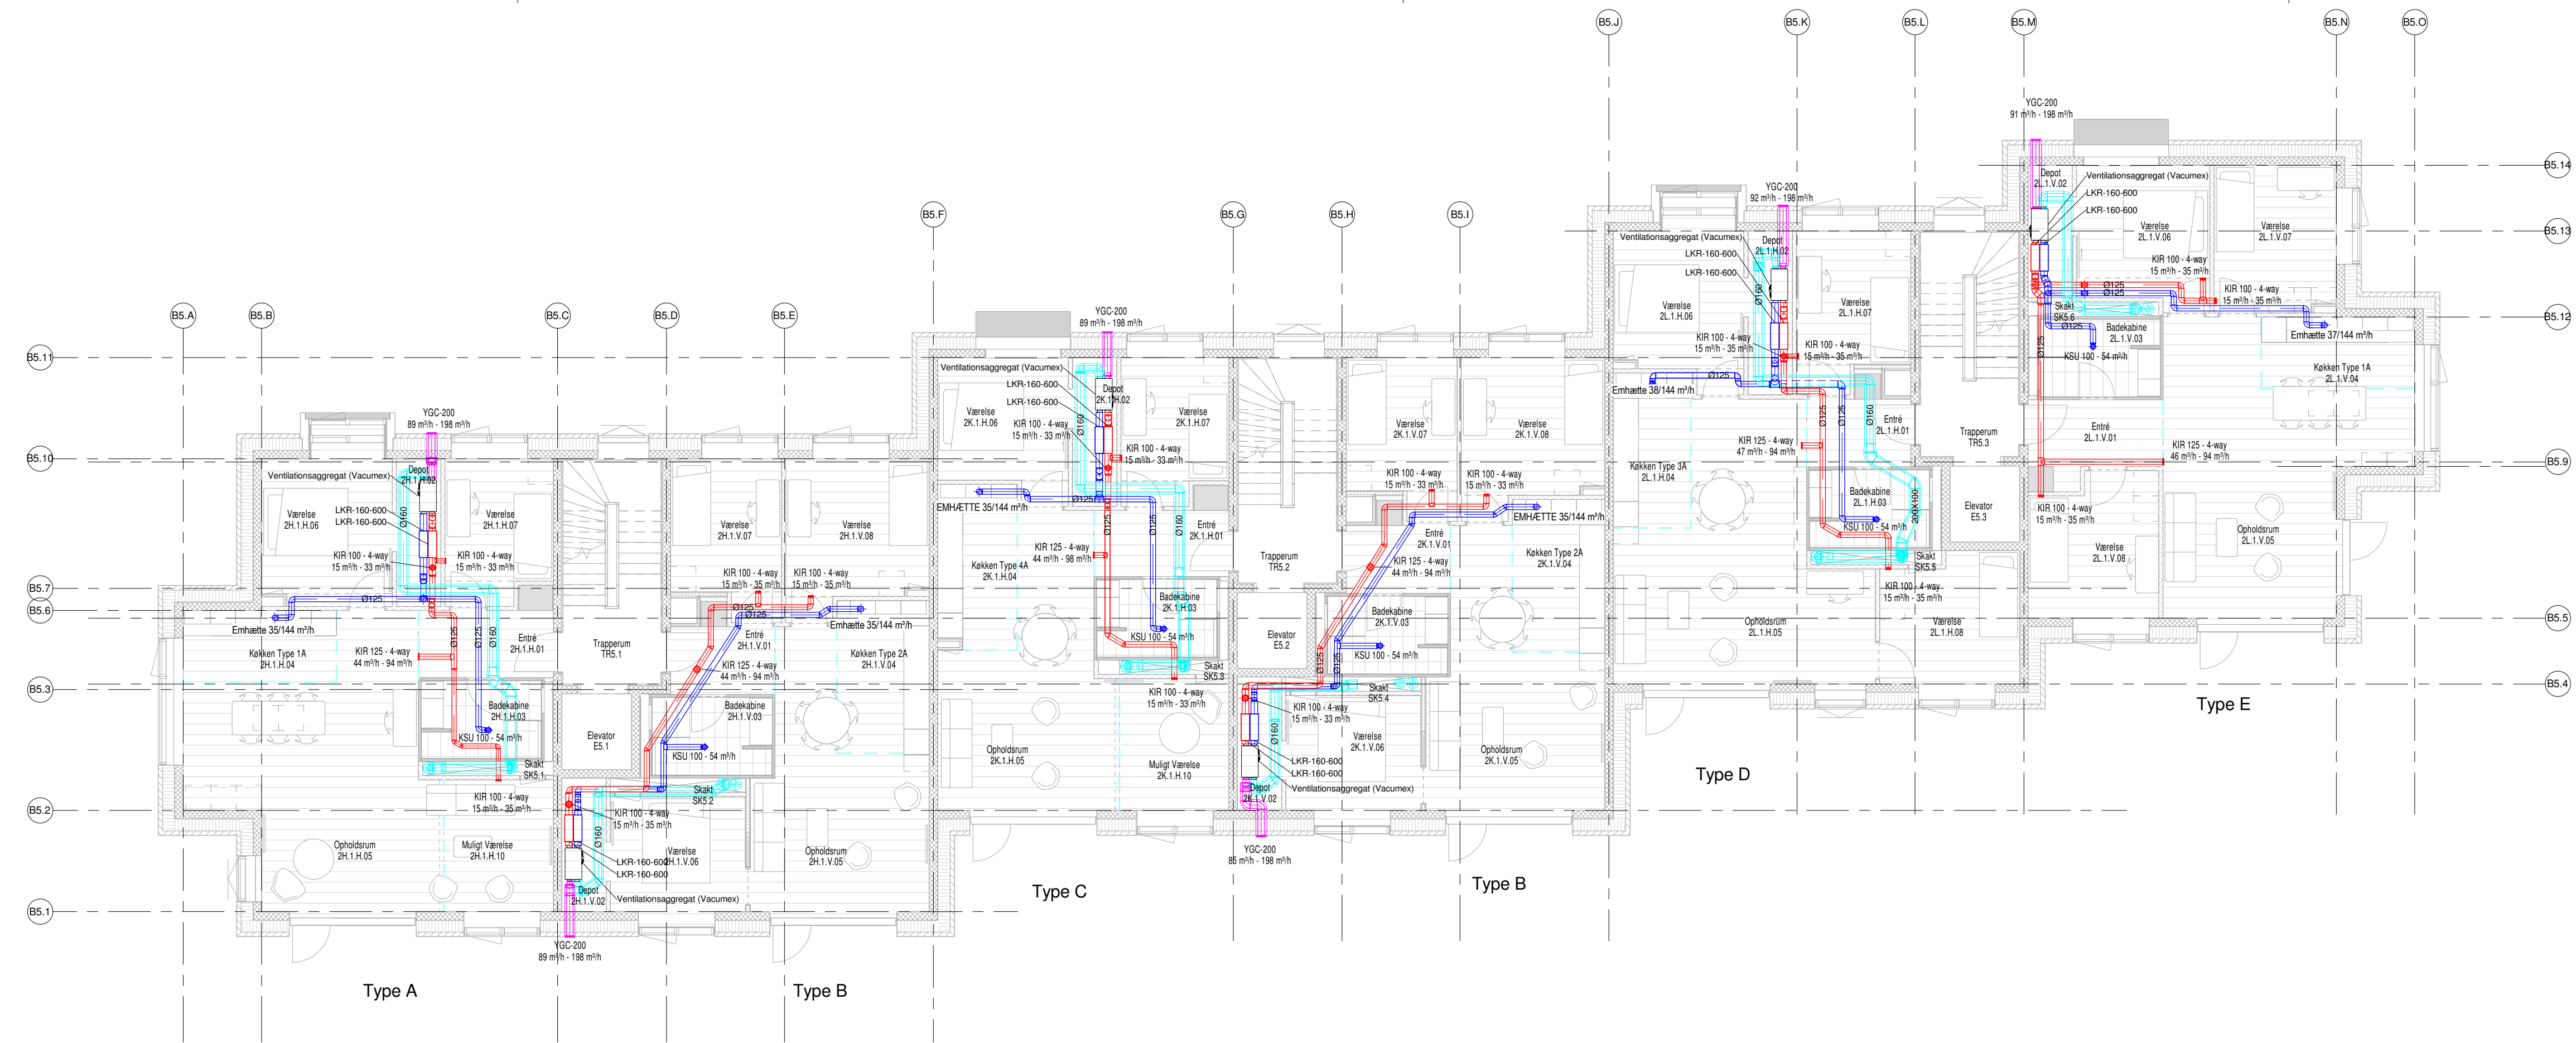 B5.J
B5.K
B5.L
B5.M
B5.N
B5.O
B5.F
B5.G
B5.H
B5.I
B5.A
B5.B
B5.C
B5.D
B5.E
B5.11
B5.10
B5.7
B5.6
B5.3
B5.2
B5.1
B5.14
B5.13
B5.12
B5.9
B5.5
B5.4
YGC-200
89 m³/h - 198 m³/h
Depot
2H.1.H.02
Ventilationsaggregat (Vacumex)
Værelse
2H.1.H.06
LKR-160-600
LKR-160-600
Ø160
Værelse
2H.1.H.07
KIR 100 - 4-way
15 m³/h - 33 m³/h
KIR 100 - 4-way
15 m³/h - 33 m³/h
Ø125
Emhætte 35/144 m³/h
Køkken Type 1A
2H.1.H.04
KIR 125 - 4-way
44 m³/h - 94 m³/h
Ø125
Ø125
Ø160
Entré
2H.1.H.01
Badekabine
2H.1.H.03
KSU 100 - 54 m³/h
Skakt
SK5.1
KIR 100 - 4-way
15 m³/h - 35 m³/h
Opholdsrum
2H.1.H.05
Muligt Værelse
2H.1.H.10
Type A
Trapperum
TR5.1
Elevator
E5.1
Værelse
2H.1.V.07
Værelse
2H.1.V.08
KIR 100 - 4-way
15 m³/h - 35 m³/h
KIR 100 - 4-way
15 m³/h - 35 m³/h
Ø125
Ø125
Emhætte 35/144 m³/h
Entré
2H.1.V.01
Køkken Type 2A
2H.1.V.04
KIR 125 - 4-way
44 m³/h - 94 m³/h
Badekabine
2H.1.V.03
KSU 100 - 54 m³/h
Skakt
SK5.2
KIR 100 - 4-way
15 m³/h - 35 m³/h
Ø160
LKR-160-600
LKR-160-600
Værelse
2H.1.V.06
Opholdsrum
2H.1.V.05
Depot
2H.1.V.02
Ventilationsaggregat (Vacumex)
YGC-200
89 m³/h - 198 m³/h
Type B
YGC-200
89 m³/h - 198 m³/h
Ventilationsaggregat (Vacumex)
LKR-160-600
LKR-160-600
Depot
2K.1.H.02
Værelse
2K.1.H.06
Værelse
2K.1.H.07
KIR 100 - 4-way
15 m³/h - 33 m³/h
Ø160
KIR 100 - 4-way
15 m³/h - 33 m³/h
Ø125
EMHÆTTE 35/144 m³/h
Ø125
Ø125
Ø160
Entré
2K.1.H.01
KIR 125 - 4-way
44 m³/h - 98 m³/h
Køkken Type 4A
2K.1.H.04
Badekabine
2K.1.H.03
KSU 100 - 54 m³/h
Skakt
SK5.3
KIR 100 - 4-way
15 m³/h - 33 m³/h
Opholdsrum
2K.1.H.05
Muligt Værelse
2K.1.H.10
Type C
Trapperum
TR5.2
Elevator
E5.2
Værelse
2K.1.V.07
Værelse
2K.1.V.08
KIR 100 - 4-way
15 m³/h - 33 m³/h
KIR 100 - 4-way
15 m³/h - 33 m³/h
EMHÆTTE 35/144 m³/h
Entré
2K.1.V.01
Køkken Type 2A
2K.1.V.04
KIR 125 - 4-way
44 m³/h - 94 m³/h
Badekabine
2K.1.V.03
KSU 100 - 54 m³/h
Ø125
Ø125
Skakt
SK5.4
KIR 100 - 4-way
15 m³/h - 33 m³/h
Ø160
Værelse
2K.1.V.06
Opholdsrum
2K.1.V.05
LKR-160-600
LKR-160-600
Ventilationsaggregat (Vacumex)
Depot
2K.1.V.02
YGC-200
85 m³/h - 198 m³/h
Type B
YGC-200
92 m³/h - 198 m³/h
Ventilationsaggregat (Vacumex)
LKR-160-600
LKR-160-600
Depot
2L.1.H.02
Ø160
Værelse
2L.1.H.06
Værelse
2L.1.H.07
KIR 100 - 4-way
15 m³/h - 35 m³/h
KIR 100 - 4-way
15 m³/h - 35 m³/h
Ø125
Emhætte 38/144 m³/h
Ø125
Ø125
Ø160
Entré
2L.1.H.01
KIR 125 - 4-way
47 m³/h - 94 m³/h
Køkken Type 3A
2L.1.H.04
Badekabine
2L.1.H.03
200X100
KSU 100 - 54 m³/h
Skakt
SK5.5
KIR 100 - 4-way
15 m³/h - 35 m³/h
Opholdsrum
2L.1.H.05
Værelse
2L.1.H.08
Type D
Trapperum
TR5.3
Elevator
E5.3
YGC-200
91 m³/h - 198 m³/h
Depot
2L.1.V.02
Ventilationsaggregat (Vacumex)
LKR-160-600
LKR-160-600
Værelse
2L.1.V.06
Værelse
2L.1.V.07
KIR 100 - 4-way
15 m³/h - 35 m³/h
Ø125
Ø125
KIR 100 - 4-way
15 m³/h - 35 m³/h
Skakt
SK5.6
Ø125
Badekabine
2L.1.V.03
Emhætte 37/144 m³/h
Ø125
KSU 100 - 54 m³/h
Køkken Type 1A
2L.1.V.04
Entré
2L.1.V.01
KIR 125 - 4-way
46 m³/h - 94 m³/h
KIR 100 - 4-way
15 m³/h - 35 m³/h
Værelse
2L.1.V.08
Opholdsrum
2L.1.V.05
Type E